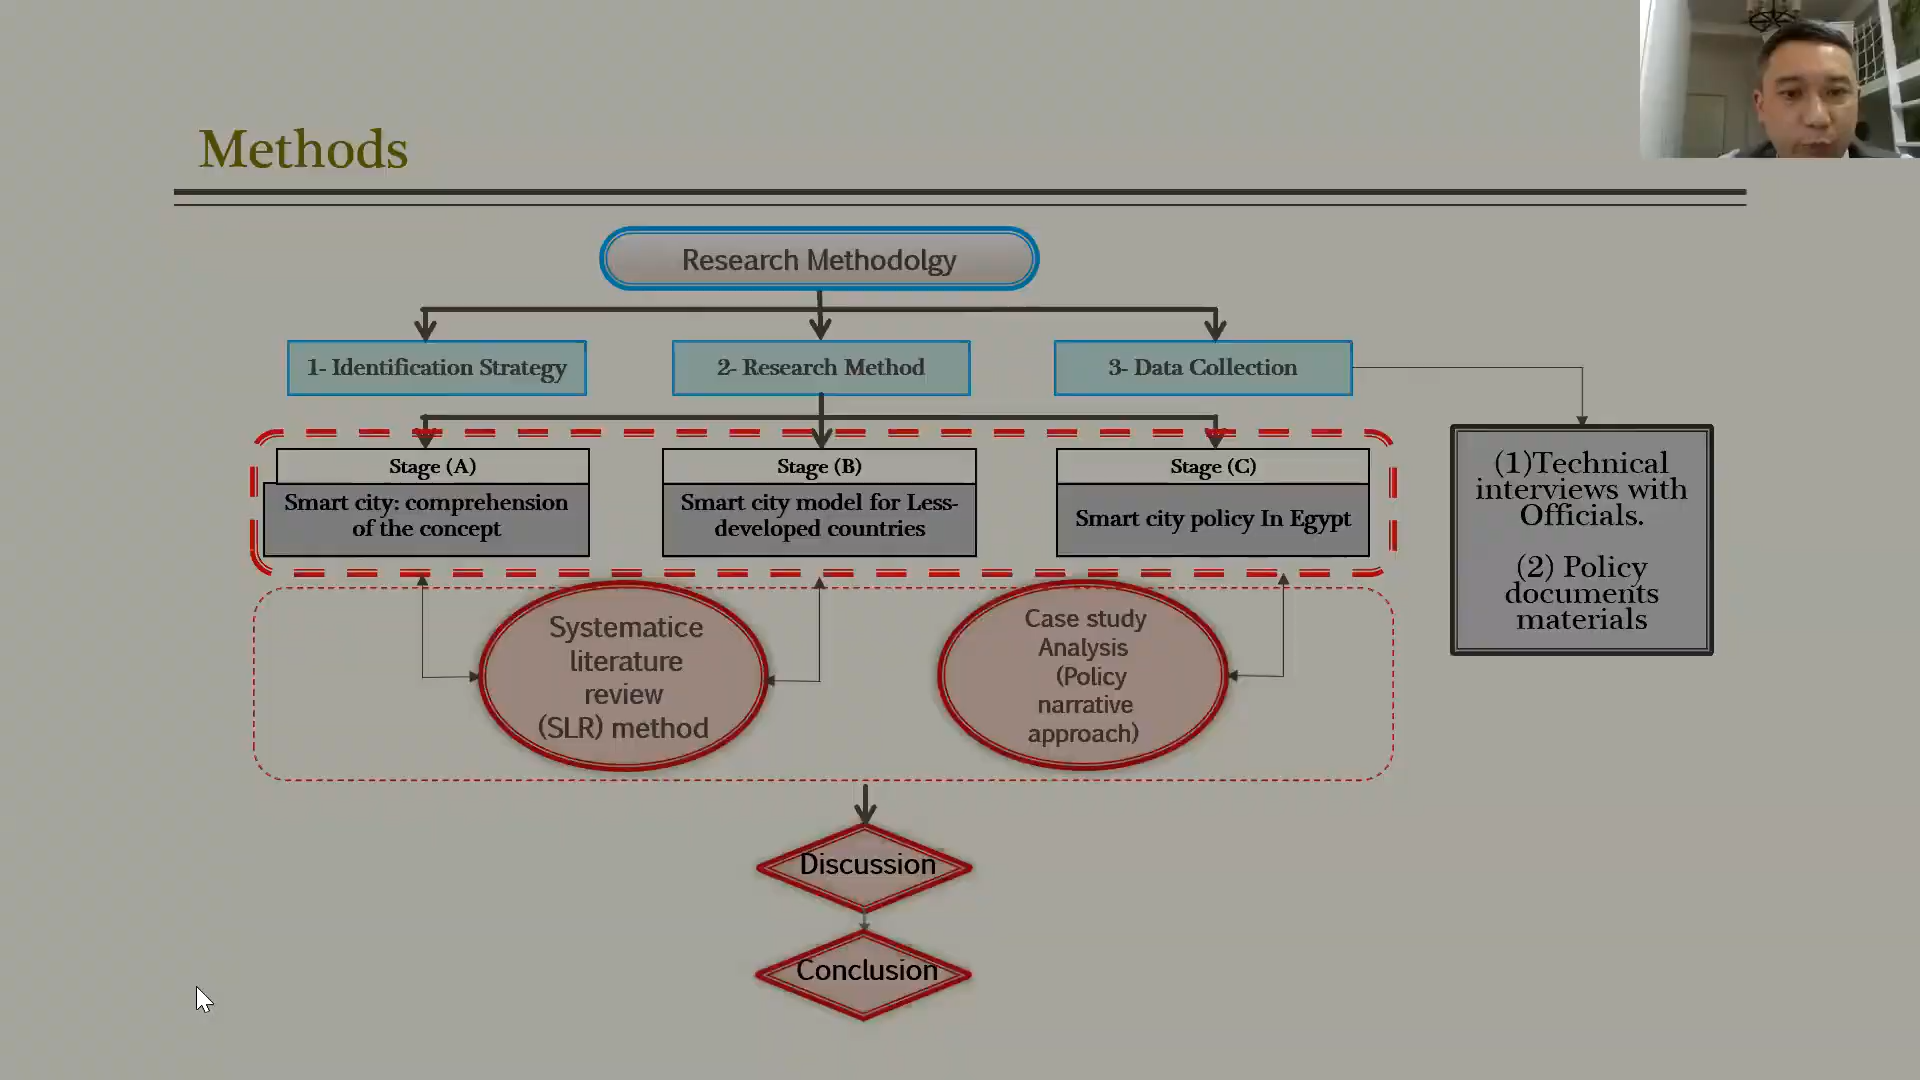 Methods
Research Methodolgy
1- Identification Strategy
2- Research Method
3- Data Collection
Stage (A)
Smart city: comprehension
of the concept
Stage (B)
Smart city model for Less-
developed countries
Stage (C)
Smart city policy In Egypt
(1)Technical
interviews with
Officials.
(2) Policy
documents
materials
Systematice
literature
review
(SLR) method
Case study
Analysis
(Policy
narrative
approach)
Discussion
Conclusion